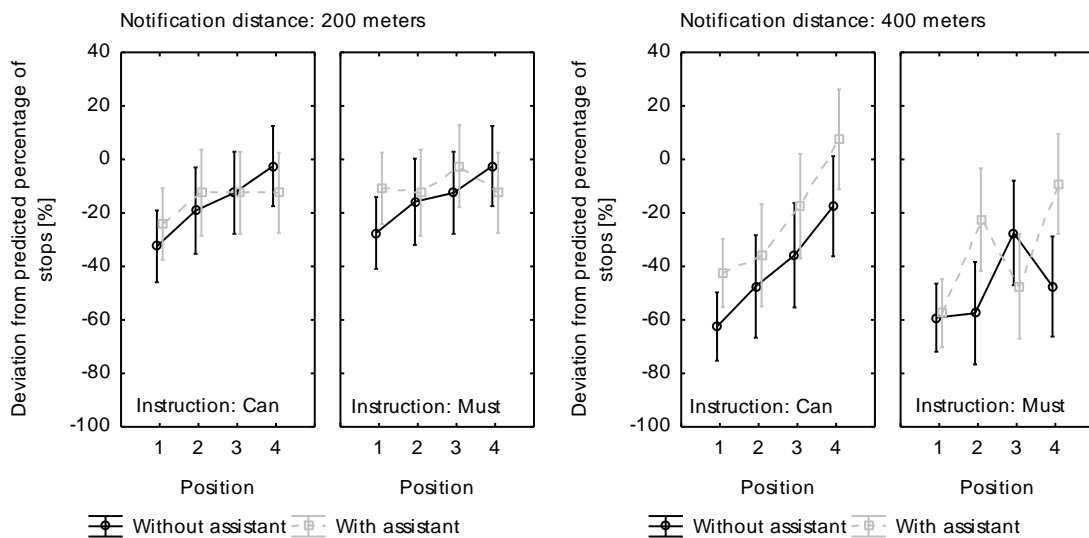 Notification distance: 200 meters
Deviation from predicted percentage of
stops [%]
40
20
0
-20
-40
-60
-80
-100
Instruction: Can
Instruction: Must
1 2 3 4
1 2 3 4
Position
Position
Without assistant
With assistant
Notification distance: 400 meters
Deviation from predicted percentage of
stops [%]
40
20
0
-20
-40
-60
-80
-100
Instruction: Can
Instruction: Must
1 2 3 4
1 2 3 4
Position
Position
Without assistant
With assistant